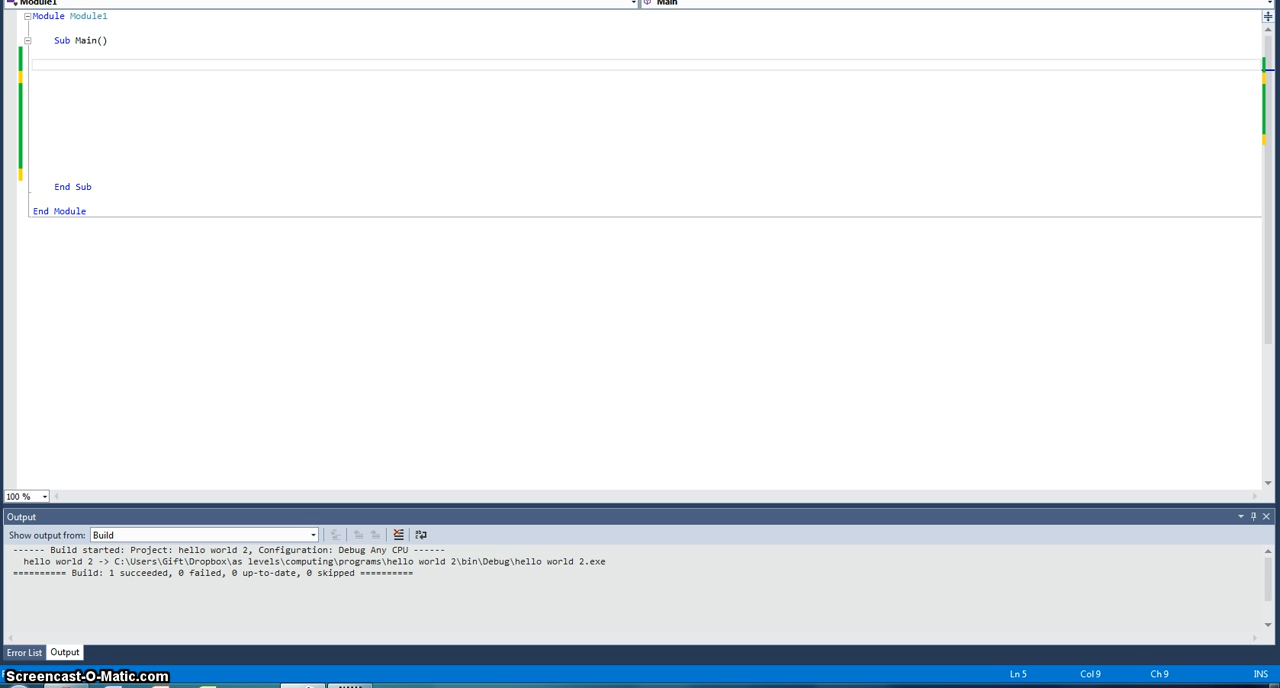 Module1 Main
Module Module1
Sub Main()
End Sub
End Module
100 %
Output
Show output from: Build
------ Build started: Project: hello world 2, Configuration: Debug Any CPU ------
hello world 2 -> C:\Users\Gift\Dropbox\as levels\computing\programs\hello world 2\bin\Debug\hello world 2.exe
========== Build: 1 succeeded, 0 failed, 0 up-to-date, 0 skipped ==========
Error List Output
Screencast-O-Matic.com Ln 5 Col 9 Ch 9 INS